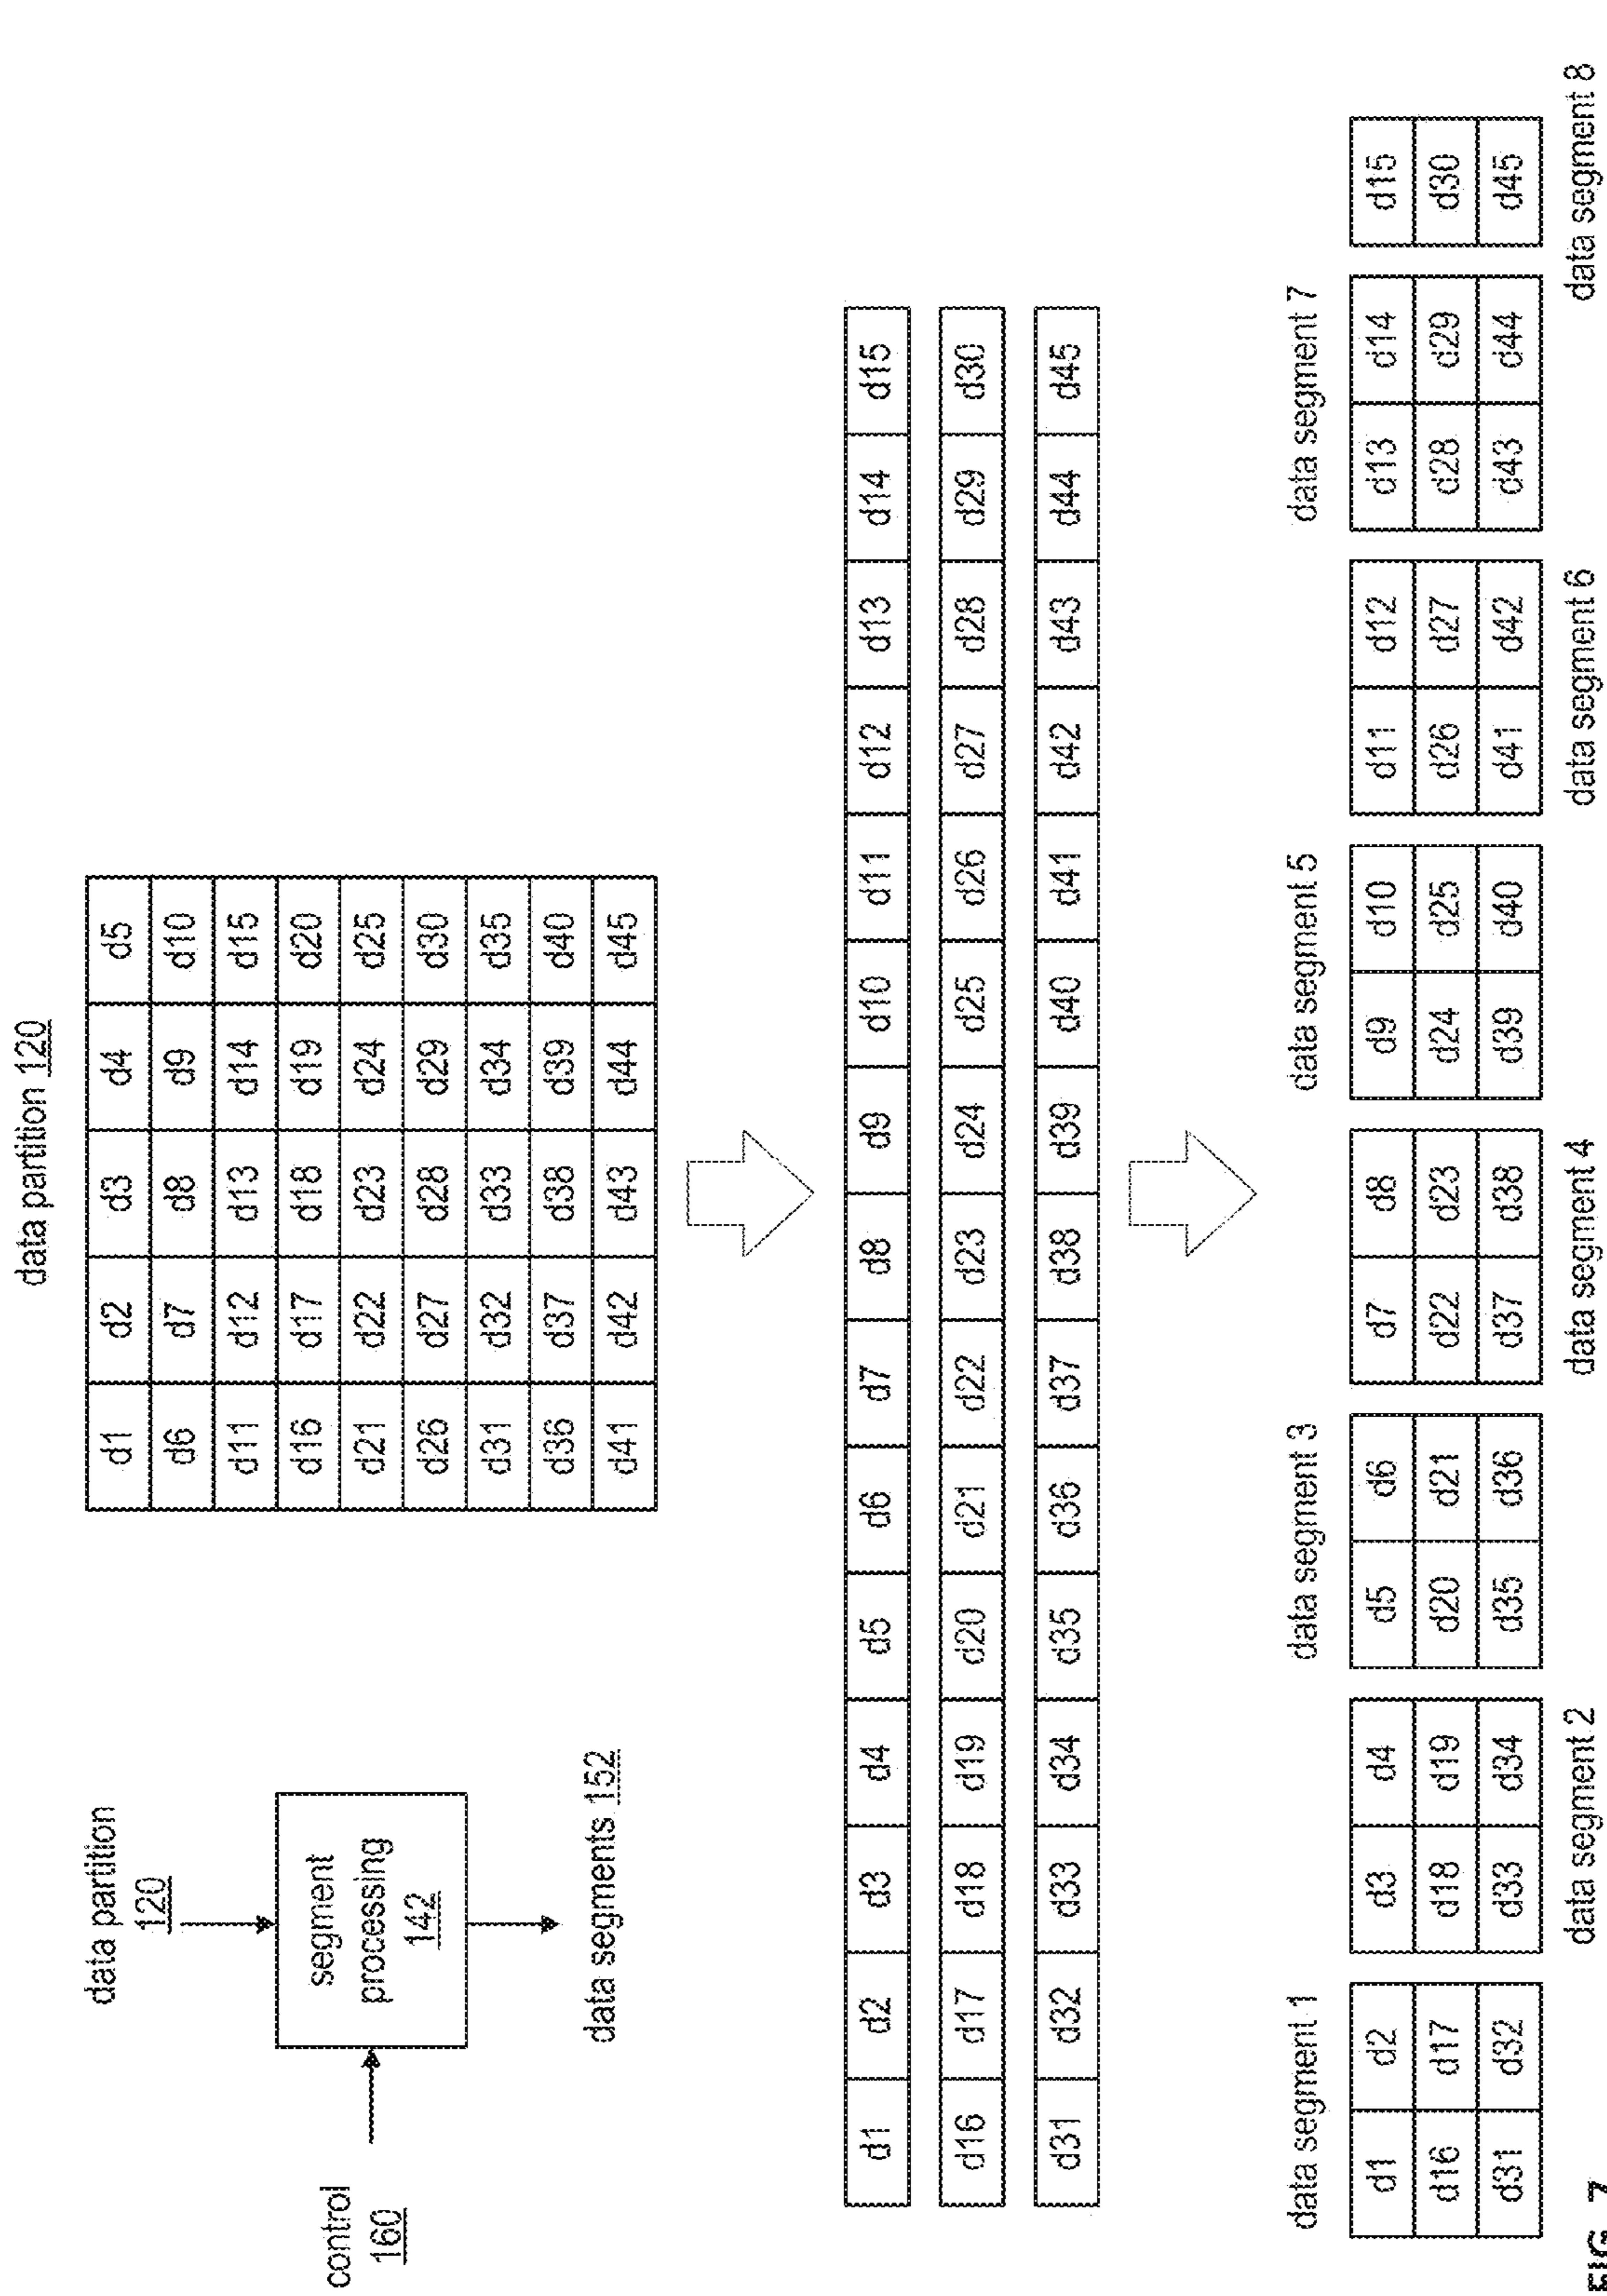 data partition 120
data partition
120
control
160
segment
processing
142
data segments 152
d1 d2 d3 d4 d5
d6 d7 d8 d9 d10
d11 d12 d13 d14 d15
d16 d17 d18 d19 d20
d21 d22 d23 d24 d25
d26 d27 d28 d29 d30
d31 d32 d33 d34 d35
d36 d37 d38 d39 d40
d41 d42 d43 d44 d45
d1 d2 d3 d4 d5 d6 d7 d8 d9 d10 d11 d12 d13 d14 d15
d16 d17 d18 d19 d20 d21 d22 d23 d24 d25 d26 d27 d28 d29 d30
d31 d32 d33 d34 d35 d36 d37 d38 d39 d40 d41 d42 d43 d44 d45
data segment 1 data segment 3 data segment 5 data segment 7
d1 d2 d3 d4 d5 d6 d7 d8 d9 d10 d11 d12 d13 d14 d15
d16 d17 d18 d19 d20 d21 d22 d23 d24 d25 d26 d27 d28 d29 d30
d31 d32 d33 d34 d35 d36 d37 d38 d39 d40 d41 d42 d43 d44 d45
data segment 2 data segment 4 data segment 6 data segment 8
FIG. 7